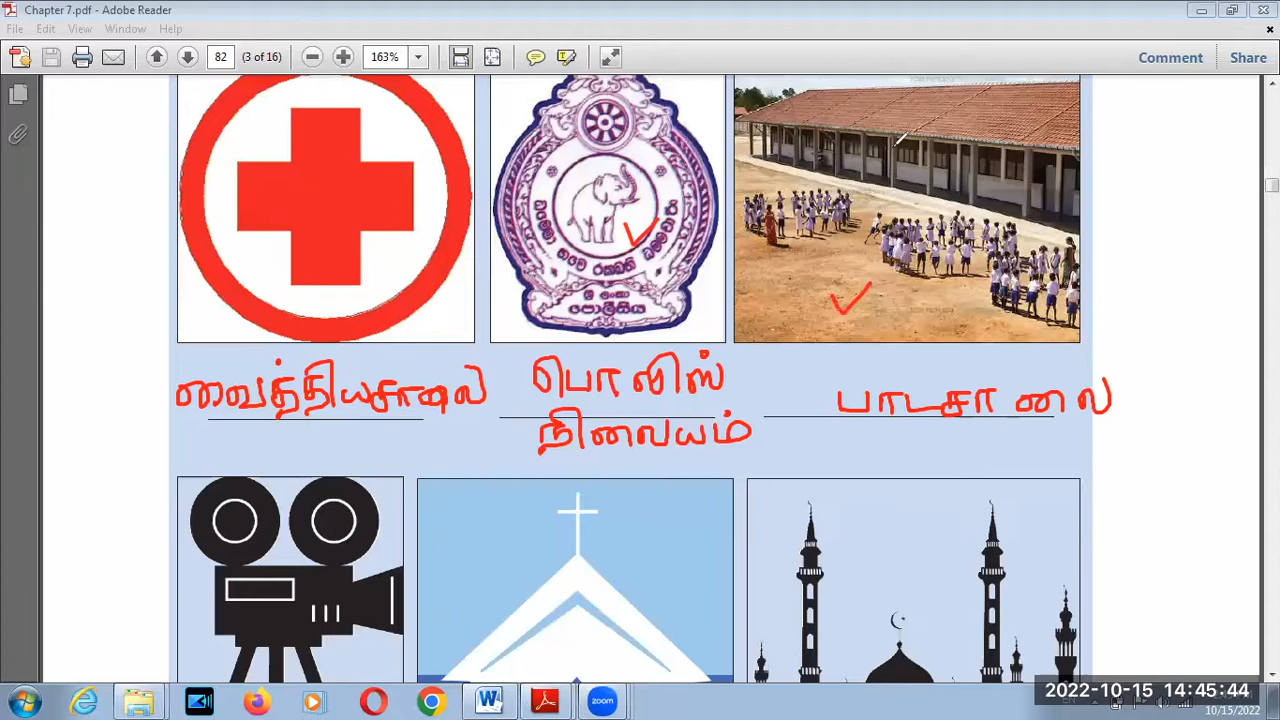 Chapter 7.pdf - Adobe Reader
File Edit View Window Help
82 (3 of 16) 163% Comment Share
ශ්‍රී ලංකා
පොලීසිය
வைத்தியசாலை
பொலிஸ்
நிலையம்
பாடசாலை
W zoom
2022-10-15 14:45:44
10/15/2022